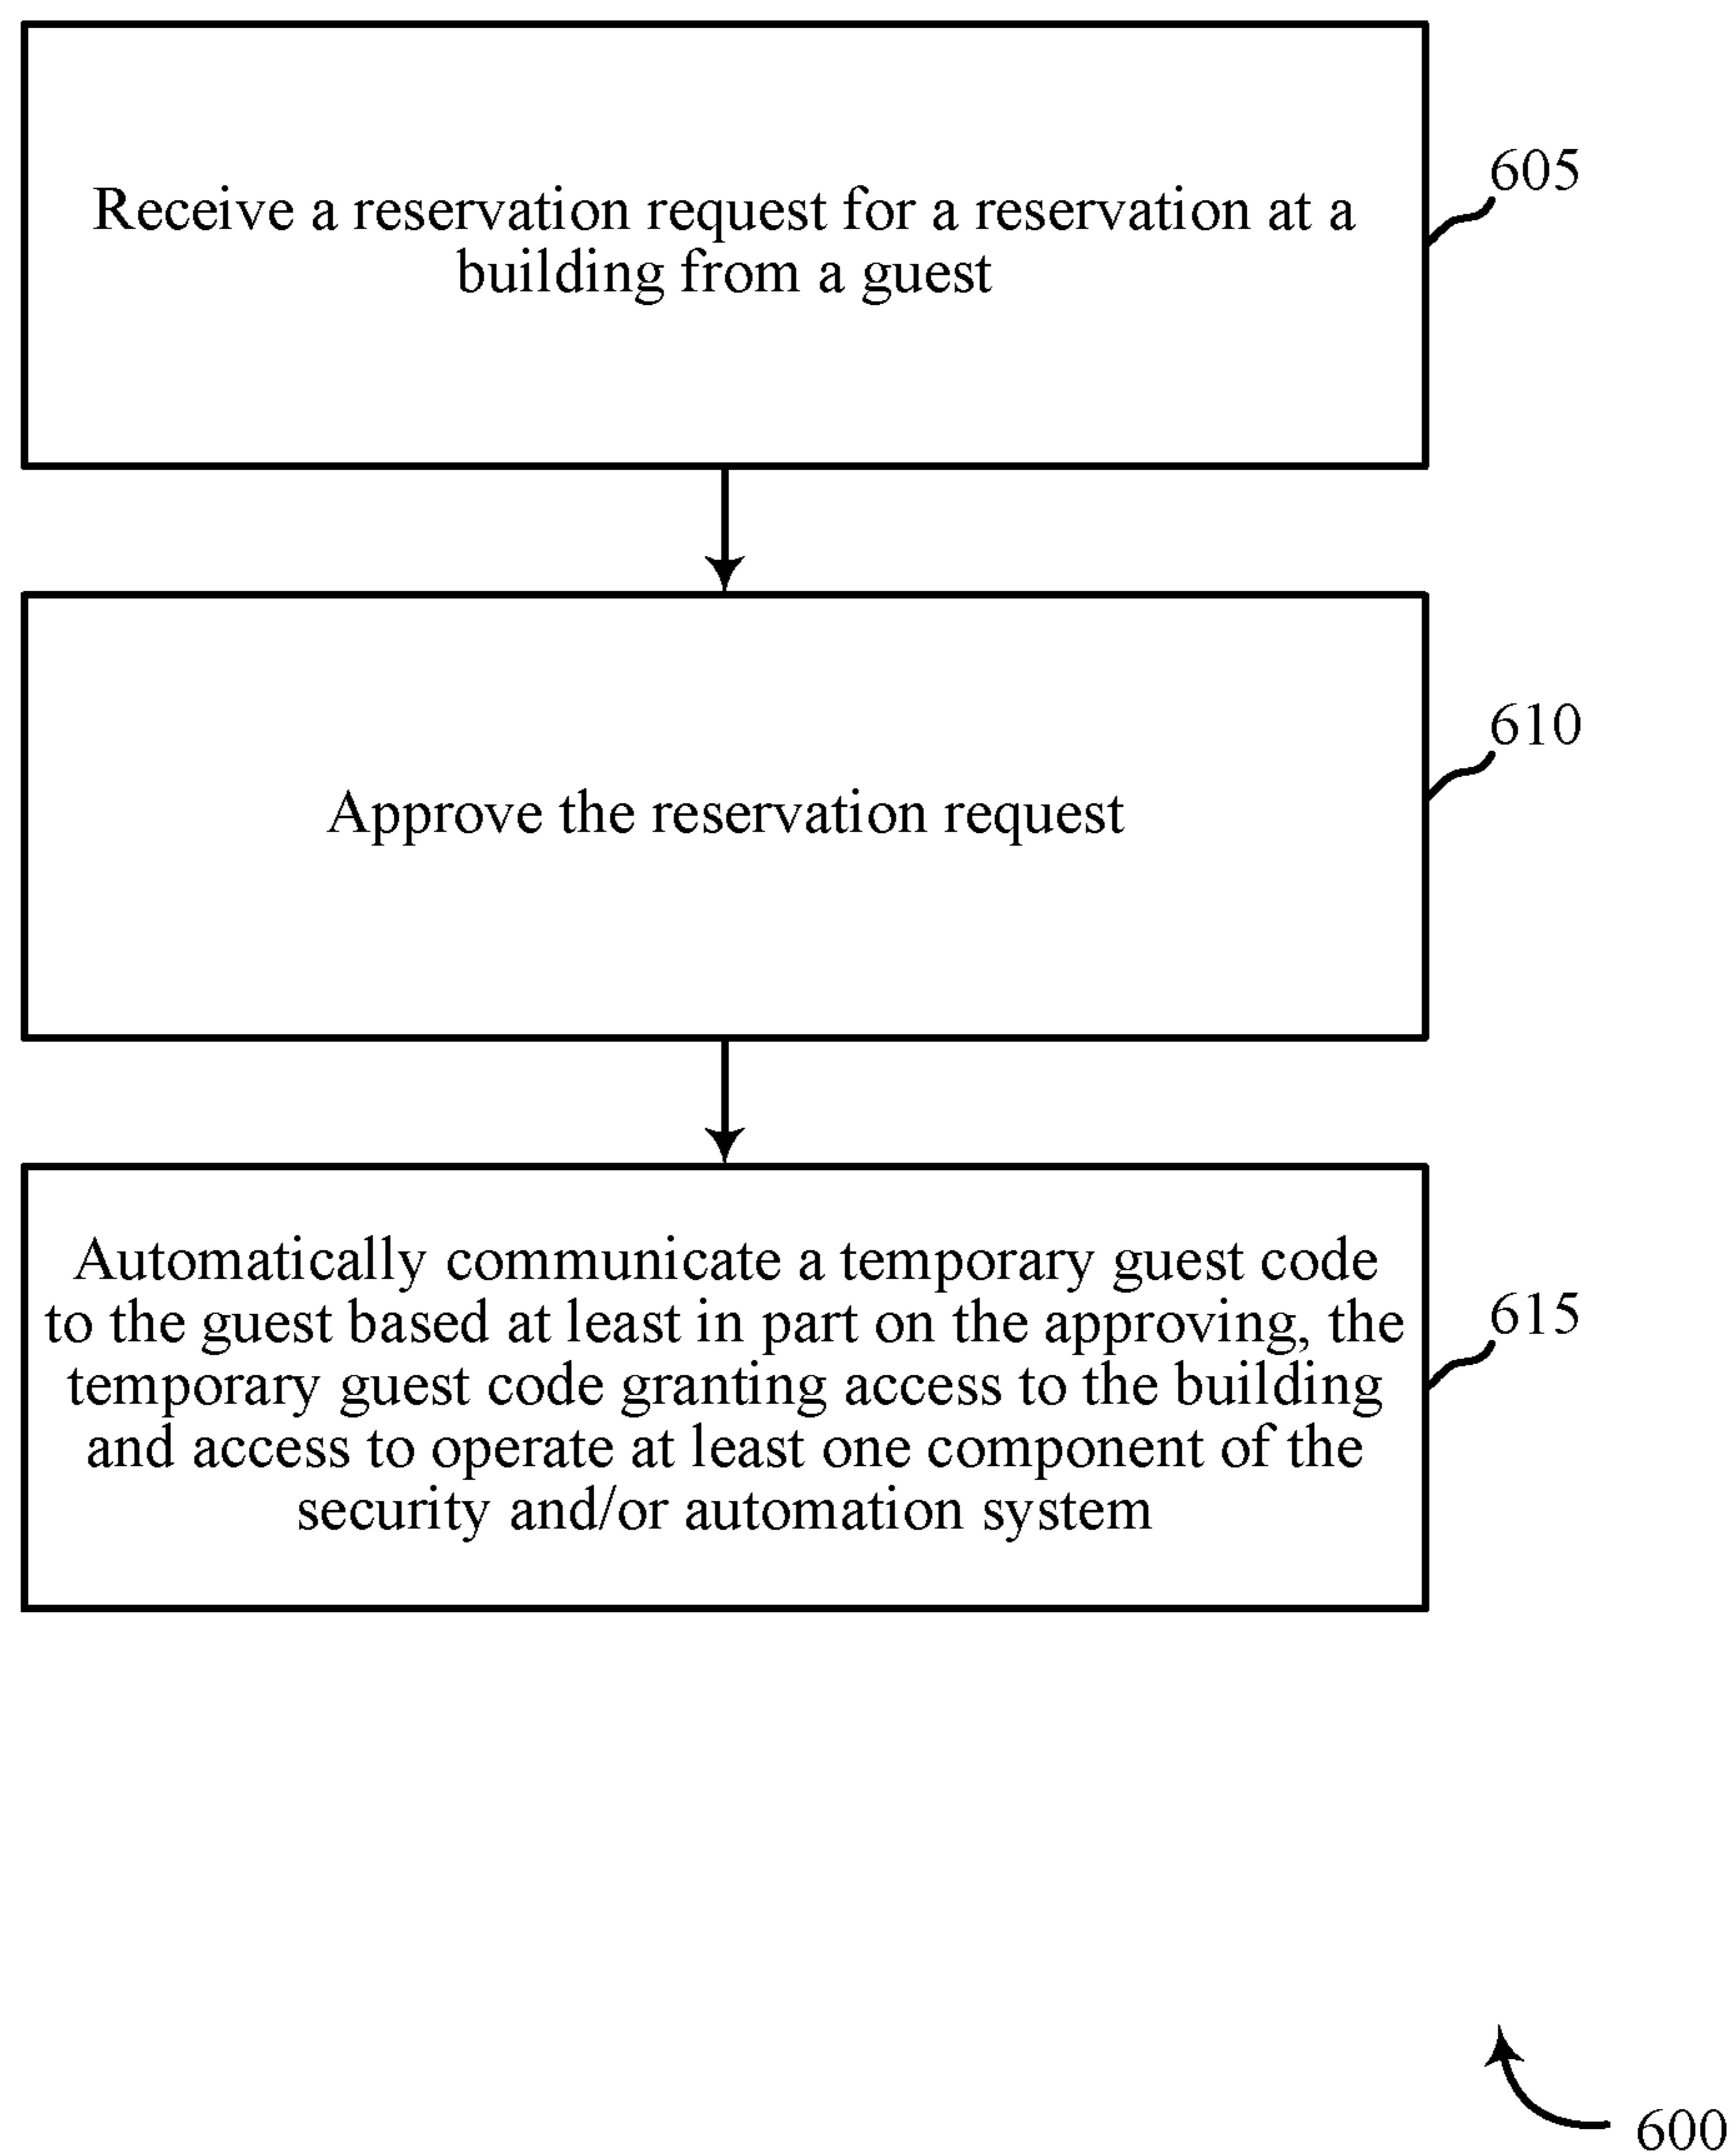 Receive a reservation request for a reservation at a
building from a guest
605
Approve the reservation request
610
Automatically communicate a temporary guest code
to the guest based at least in part on the approving, the
temporary guest code granting access to the building
and access to operate at least one component of the
security and/or automation system
615
600